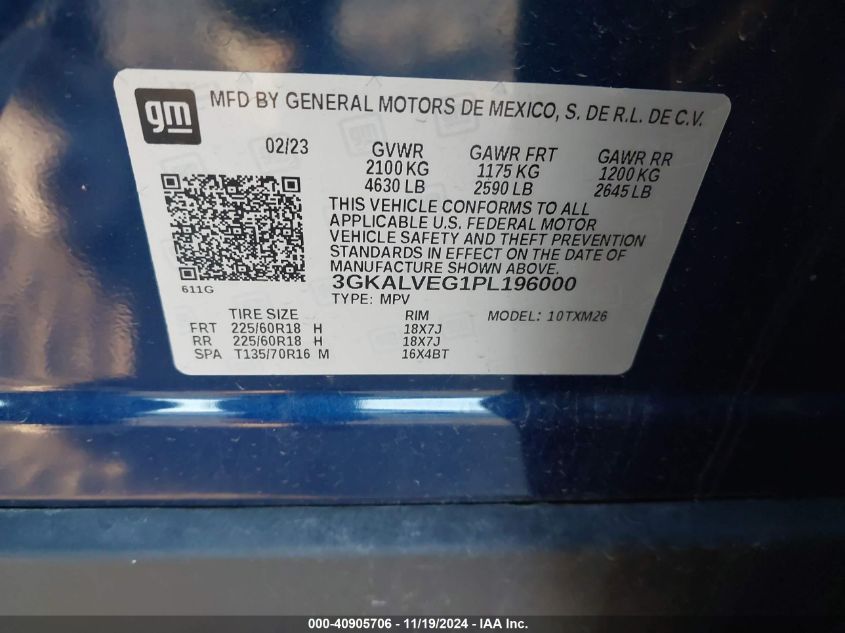 gm
MFD BY GENERAL MOTORS DE MEXICO, S. DE R.L. DE C.V.
02/23 GVWR GAWR FRT GAWR RR
2100 KG 1175 KG 1200 KG
4630 LB 2590 LB 2645 LB
THIS VEHICLE CONFORMS TO ALL
APPLICABLE U.S. FEDERAL MOTOR
VEHICLE SAFETY AND THEFT PREVENTION
STANDARDS IN EFFECT ON THE DATE OF
MANUFACTURE SHOWN ABOVE.
611G 3GKALVEG1PL196000
TYPE: MPV
TIRE SIZE RIM MODEL: 10TXM26
FRT 225/60R18 H 18X7J
RR 225/60R18 H 18X7J
SPA T135/70R16 M 16X4BT
000-40905706 - 11/19/2024 - IAA Inc.